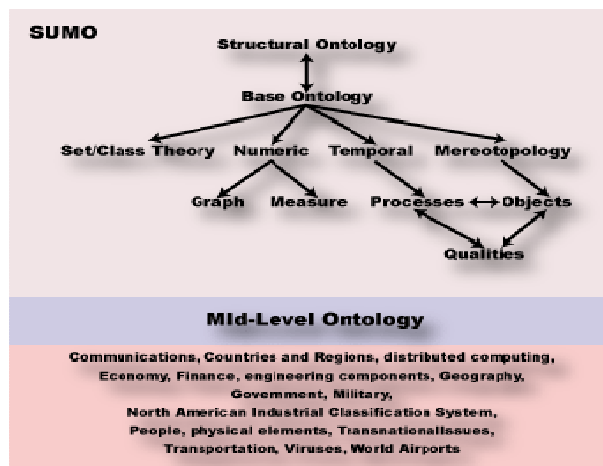 SUMO
Structural Ontology
Base Ontology
Set/Class Theory Numeric Temporal Mereotopology
Graph Measure Processes Objects
Qualities
Mid-Level Ontology
Communications, Countries and Regions, distributed computing,
Economy, Finance, engineering components, Geography,
Government, Military,
North American Industrial Classification System,
People, physical elements, TransnationalIssues,
Transportation, Viruses, World Airports